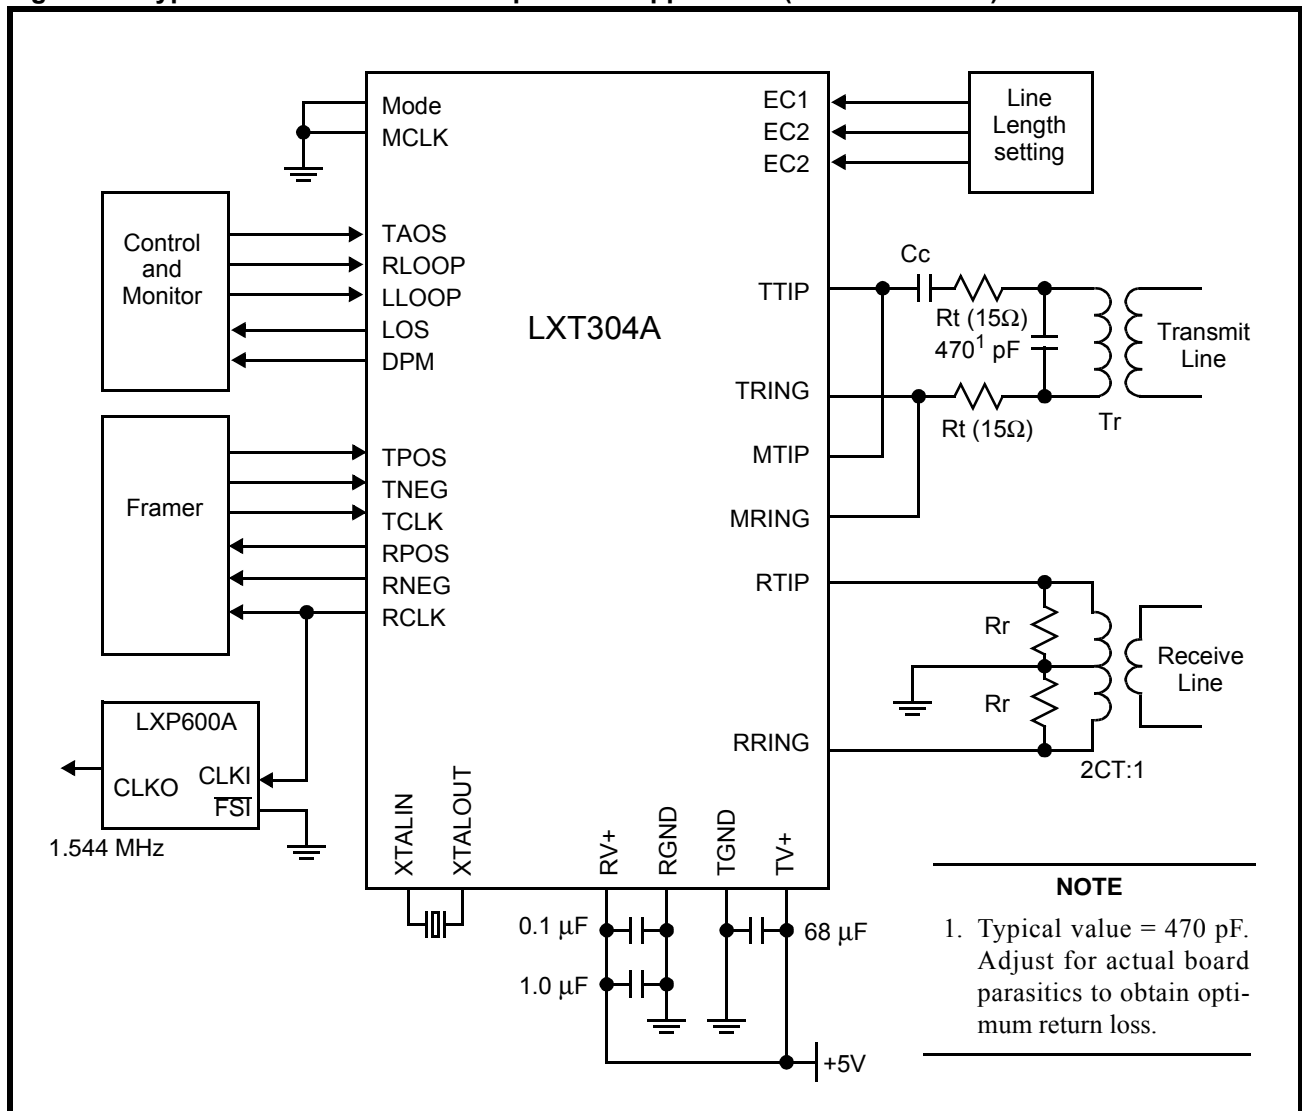 Mode
MCLK
EC1
EC2
EC2
Line
Length
setting
Control
and
Monitor
TAOS
RLOOP
LLOOP
LOS
DPM
LXT304A
TTIP
TRING
MTIP
MRING
RTIP
RRING
Cc
Rt (15Ω)
470¹ pF
Rt (15Ω)
Tr
Transmit
Line
Framer
TPOS
TNEG
TCLK
RPOS
RNEG
RCLK
Rr
Rr
Receive
Line
2CT:1
LXP600A
CLKO
CLKI
FSI
1.544 MHz
XTALIN
XTALOUT
RV+
RGND
TGND
TV+
0.1 µF
1.0 µF
68 µF
+5V
NOTE
1. Typical value = 470 pF.
Adjust for actual board
parasitics to obtain opti-
mum return loss.